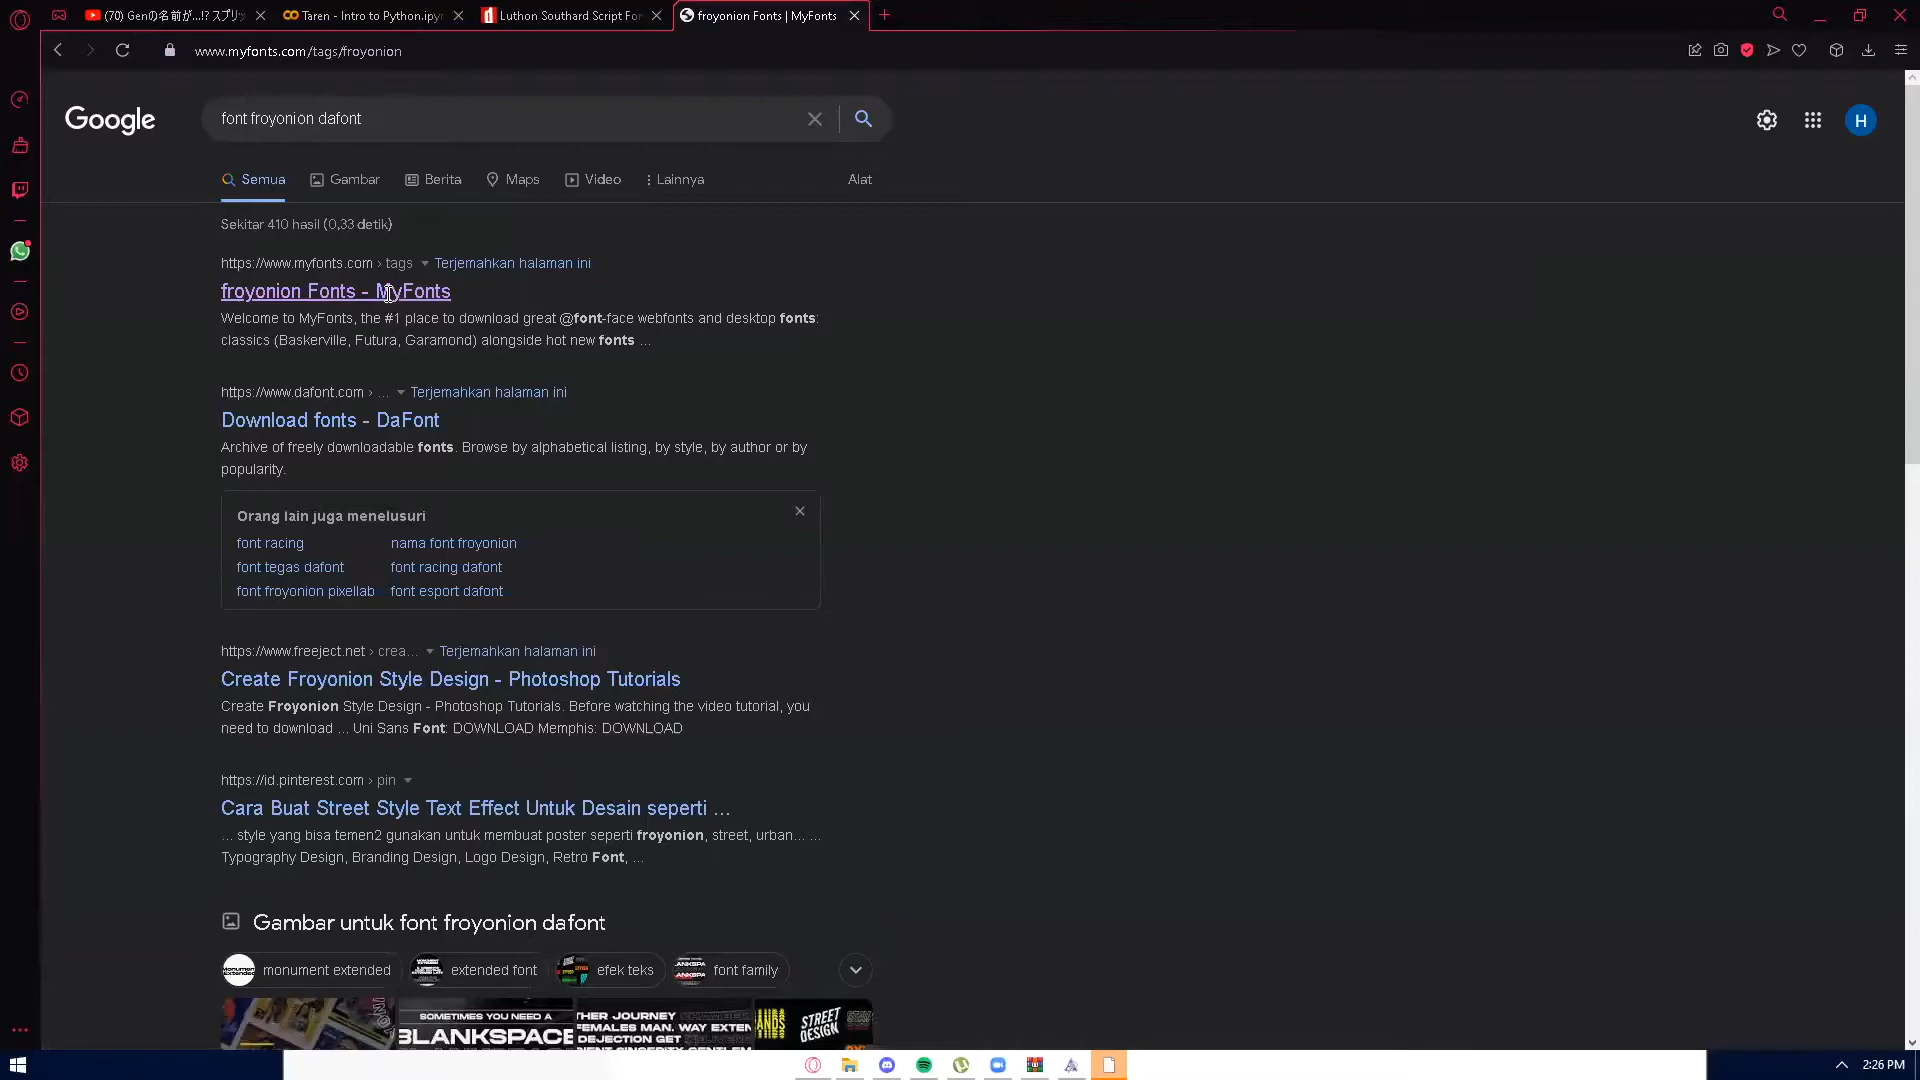 (70) Genの名前が...!? スプリッ
Taren - Intro to Python.ipyn
Luthon Southard Script Fon
froyonion Fonts | MyFonts
www.myfonts.com/tags/froyonion
Google
font froyonion dafont
H
Semua
Gambar
Berita
Maps
Video
Lainnya
Alat
Sekitar 410 hasil (0,33 detik)
https://www.myfonts.com › tags
Terjemahkan halaman ini
froyonion Fonts - MyFonts
Welcome to MyFonts, the #1 place to download great @font-face webfonts and desktop fonts:
classics (Baskerville, Futura, Garamond) alongside hot new fonts ...
https://www.dafont.com › ...
Terjemahkan halaman ini
Download fonts - DaFont
Archive of freely downloadable fonts. Browse by alphabetical listing, by style, by author or by
popularity.
Orang lain juga menelusuri
font racing
nama font froyonion
font tegas dafont
font racing dafont
font froyonion pixellab
font esport dafont
https://www.freeject.net › crea...
Terjemahkan halaman ini
Create Froyonion Style Design - Photoshop Tutorials
Create Froyonion Style Design - Photoshop Tutorials. Before watching the video tutorial, you
need to download ... Uni Sans Font: DOWNLOAD Memphis: DOWNLOAD
https://id.pinterest.com › pin
Cara Buat Street Style Text Effect Untuk Desain seperti ...
... style yang bisa temen2 gunakan untuk membuat poster seperti froyonion, street, urban... ...
Typography Design, Branding Design, Logo Design, Retro Font, ...
Gambar untuk font froyonion dafont
monument extended
extended font
efek teks
font family
SOMETIMES YOU NEED A
BLANKSPACE
THER JOURNEY
FEMALES MAN. WAY EXTEN
DEJECTION GET
ANDS
STREET
DESIGN
2:26 PM